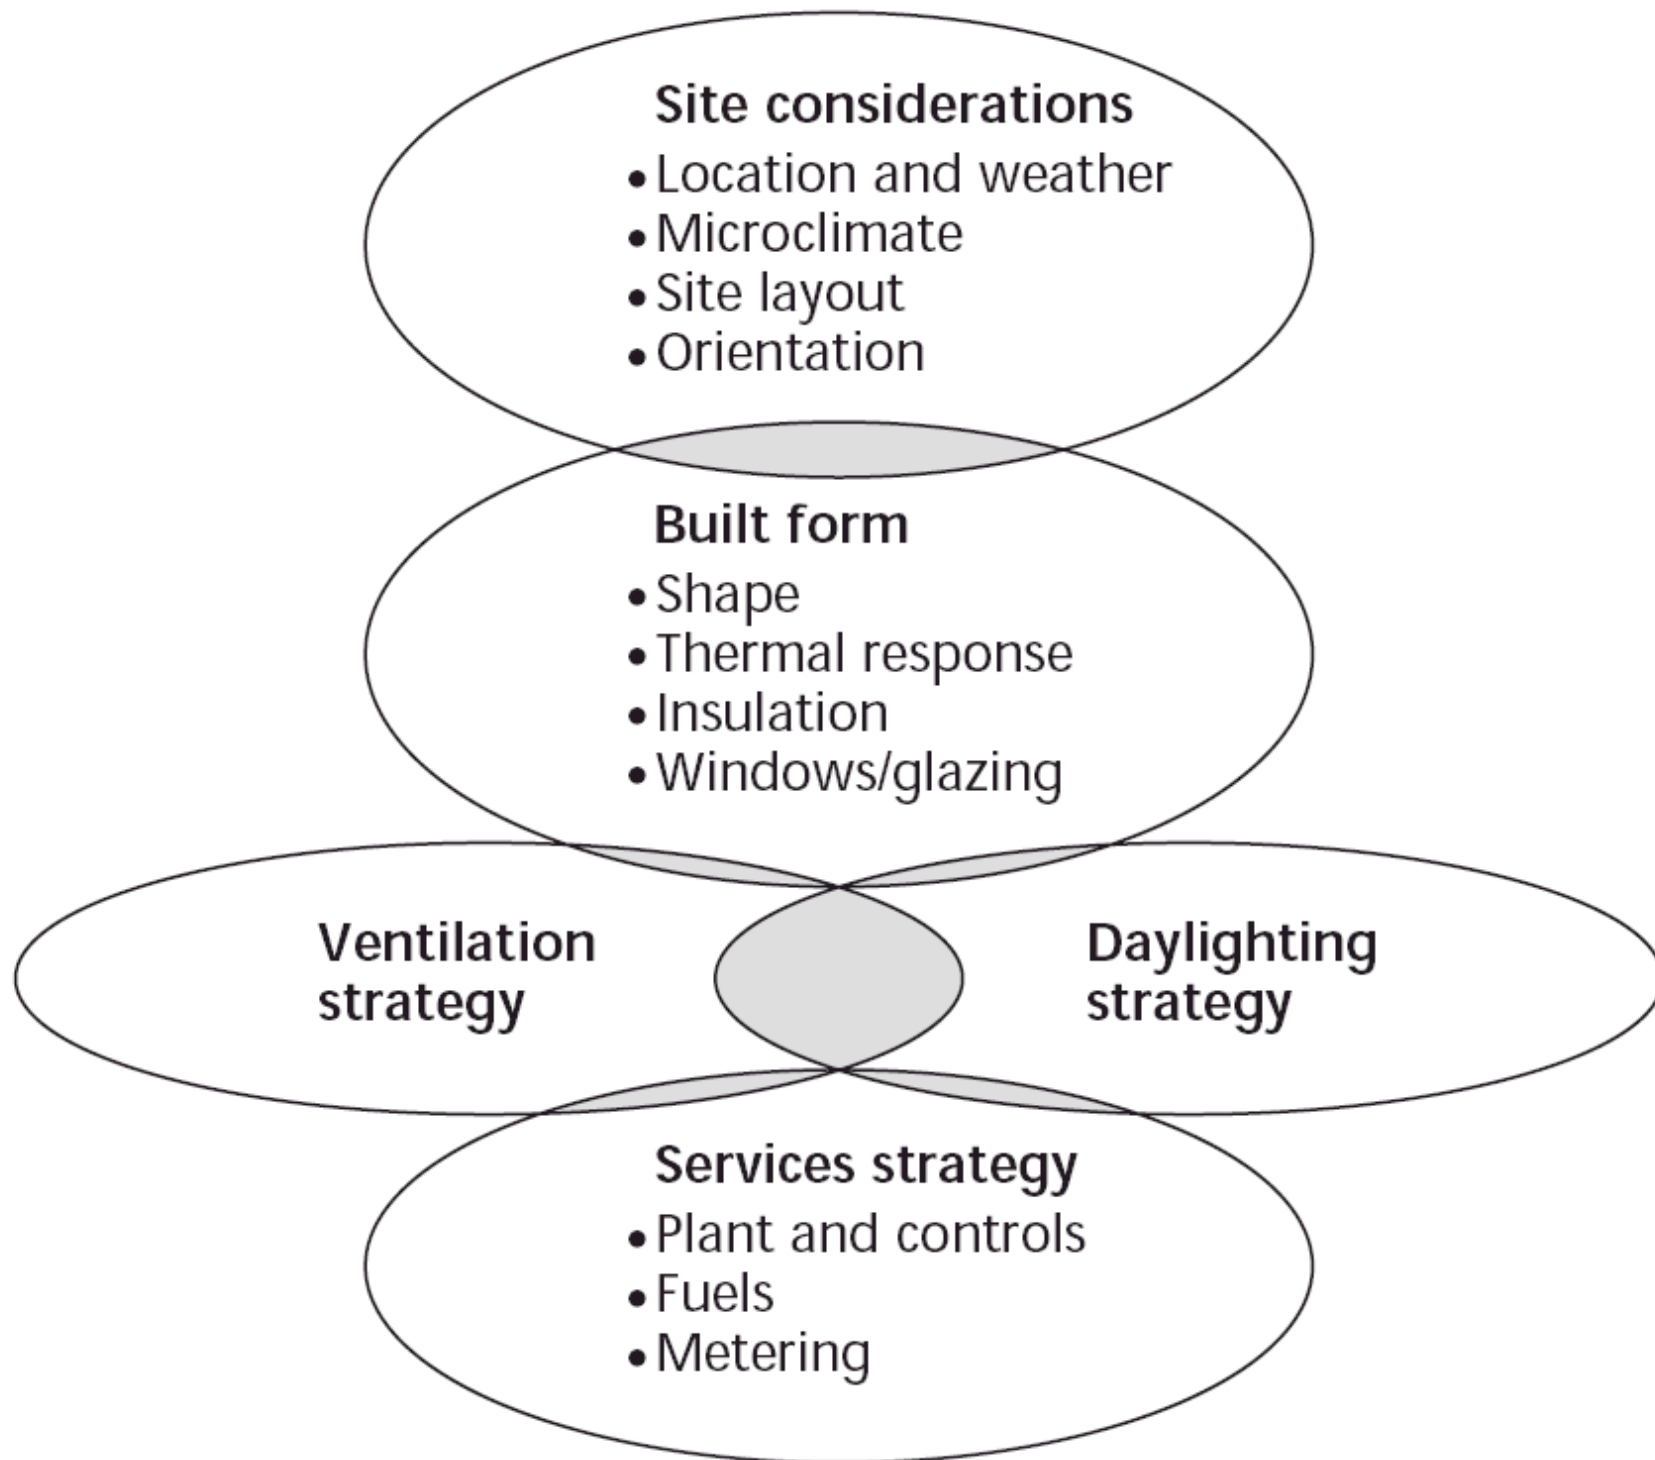 Site considerations
• Location and weather
• Microclimate
• Site layout
• Orientation
Built form
• Shape
• Thermal response
• Insulation
• Windows/glazing
Ventilation
strategy
Daylighting
strategy
Services strategy
• Plant and controls
• Fuels
• Metering